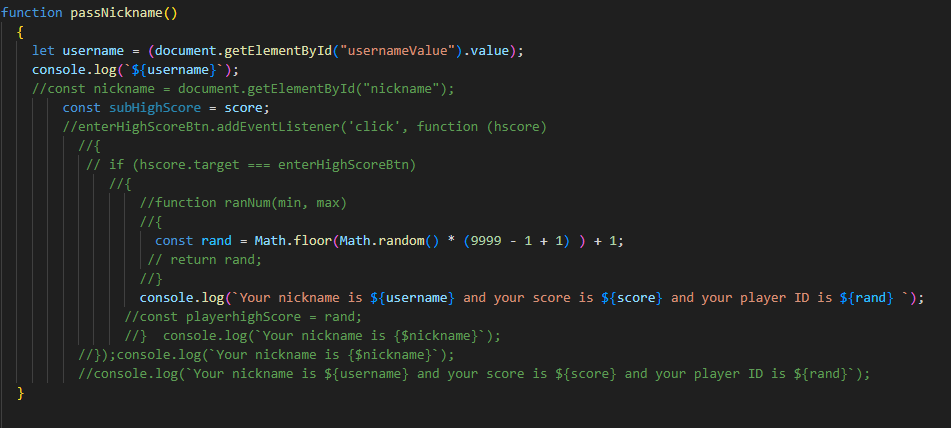 function passNickname()
{
let username = (document.getElementById("usernameValue").value);
console.log(`${username}`);
//const nickname = document.getElementById("nickname");
const subHighScore = score;
//enterHighScoreBtn.addEventListener('click', function (hscore)
//{
// if (hscore.target === enterHighScoreBtn)
//{
//function ranNum(min, max)
//{
const rand = Math.floor(Math.random() * (9999 - 1 + 1) ) + 1;
// return rand;
//}
console.log(`Your nickname is ${username} and your score is ${score} and your player ID is ${rand} `);
//const playerhighScore = rand;
//}  console.log(`Your nickname is {$nickname}`);
//});console.log(`Your nickname is {$nickname}`);
//console.log(`Your nickname is ${username} and your score is ${score} and your player ID is ${rand}`);
}